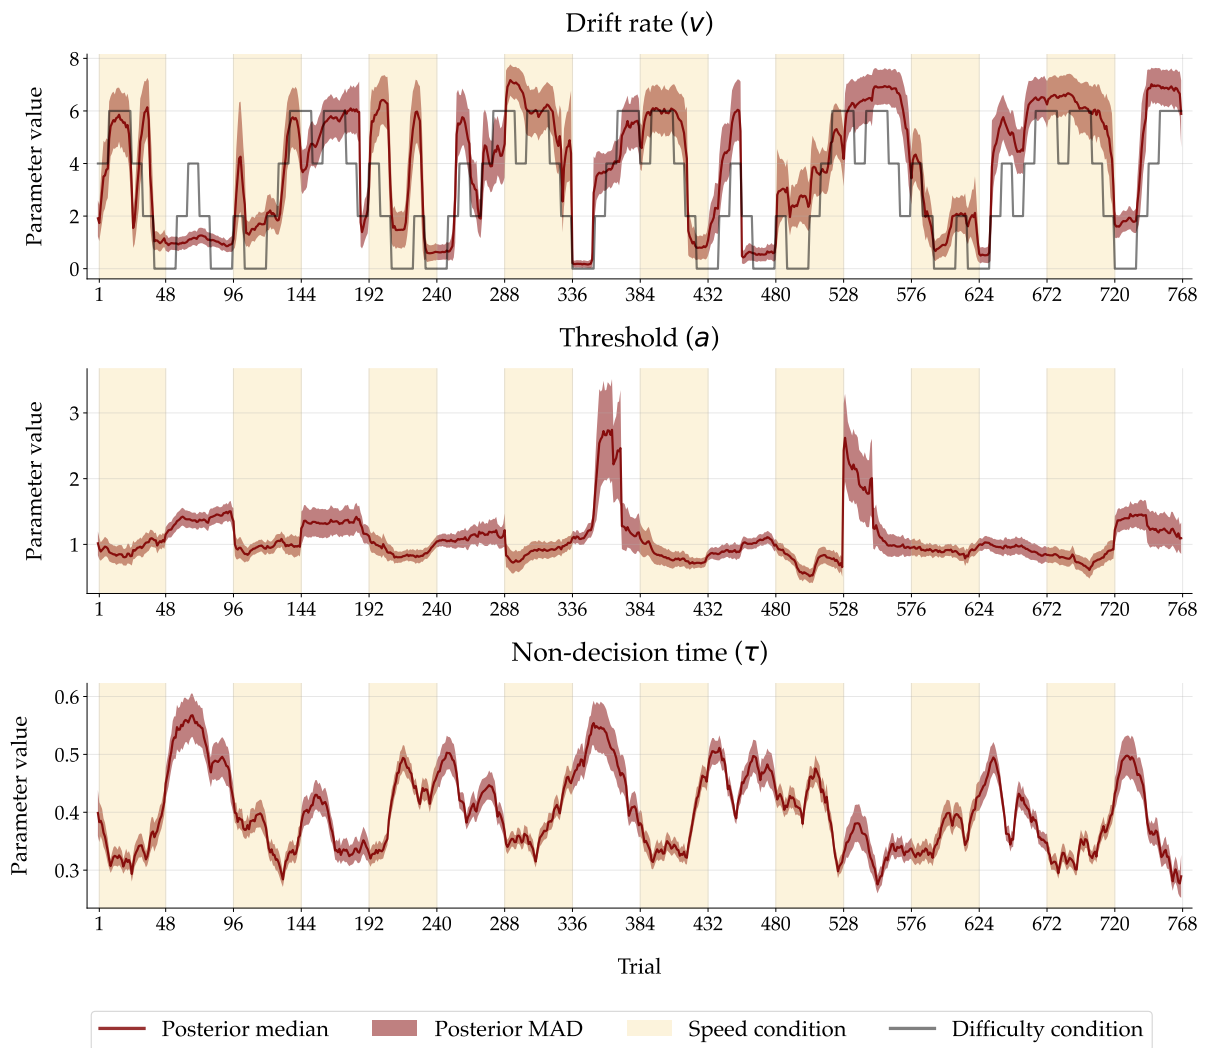 Drift rate (v)
Parameter value
8
6
4
2
0
1 48 96 144 192 240 288 336 384 432 480 528 576 624 672 720 768
Threshold (a)
Parameter value
3
2
1
1 48 96 144 192 240 288 336 384 432 480 528 576 624 672 720 768
Non-decision time (τ)
Parameter value
0.6
0.5
0.4
0.3
1 48 96 144 192 240 288 336 384 432 480 528 576 624 672 720 768
Trial
Posterior median Posterior MAD Speed condition Difficulty condition